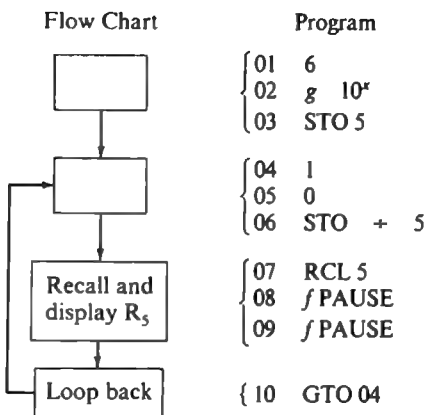 Flow Chart Program
01 6
02 g 10ˣ
03 STO 5
04 1
05 0
06 STO + 5
Recall and
display R₅
07 RCL 5
08 f PAUSE
09 f PAUSE
Loop back
10 GTO 04